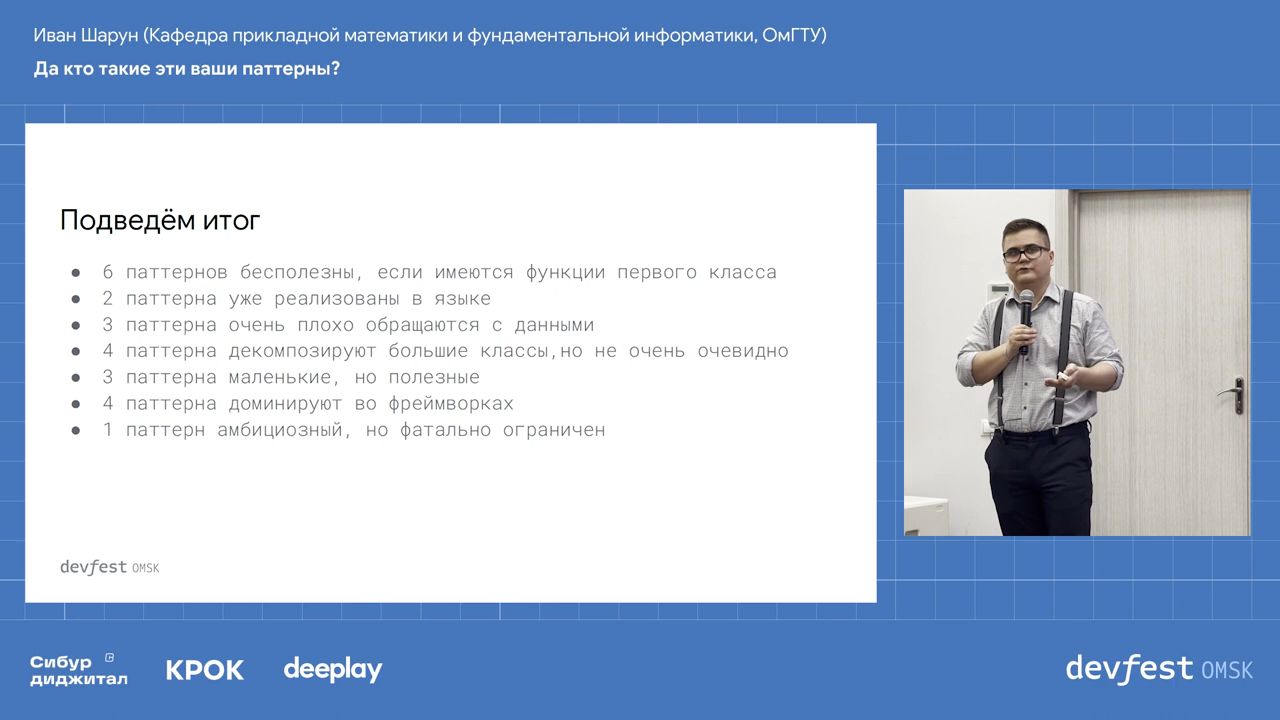 Иван Шарун (Кафедра прикладной математики и фундаментальной информатики, ОмГТУ)
Да кто такие эти ваши паттерны?
Подведём итог
● 6 паттернов бесполезны, если имеются функции первого класса
● 2 паттерна уже реализованы в языке
● 3 паттерна очень плохо обращаются с данными
● 4 паттерна декомпозируют большие классы,но не очень очевидно
● 3 паттерна маленькие, но полезные
● 4 паттерна доминируют во фреймворках
● 1 паттерн амбициозный, но фатально ограничен
devfest OMSK
Сибур
диджитал
КРОК
deeplay
devfest OMSK